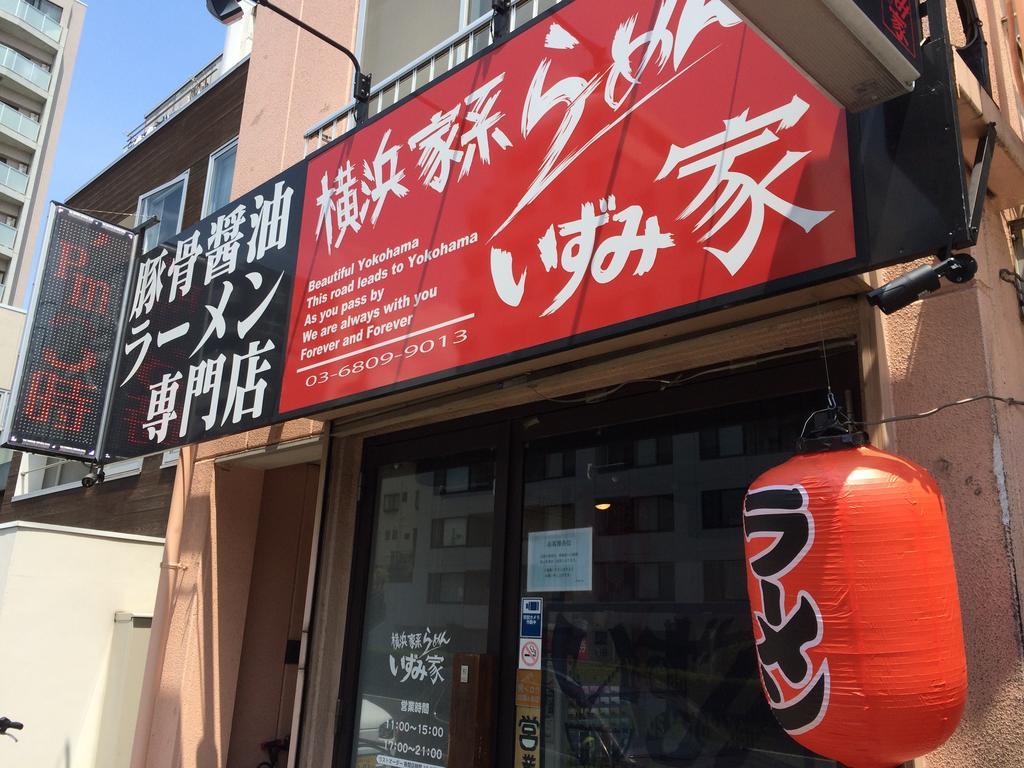 横浜家系らーめん
いずみ家
Beautiful Yokohama
This road leads to Yokohama
As you pass by
We are always with you
Forever and Forever
03-6809-9013
豚骨醤油
ラーメン
専門店
ラーメン
横浜家系らーめん
いずみ家
営業時間
11:00～15:00
17:00～21:00
営業